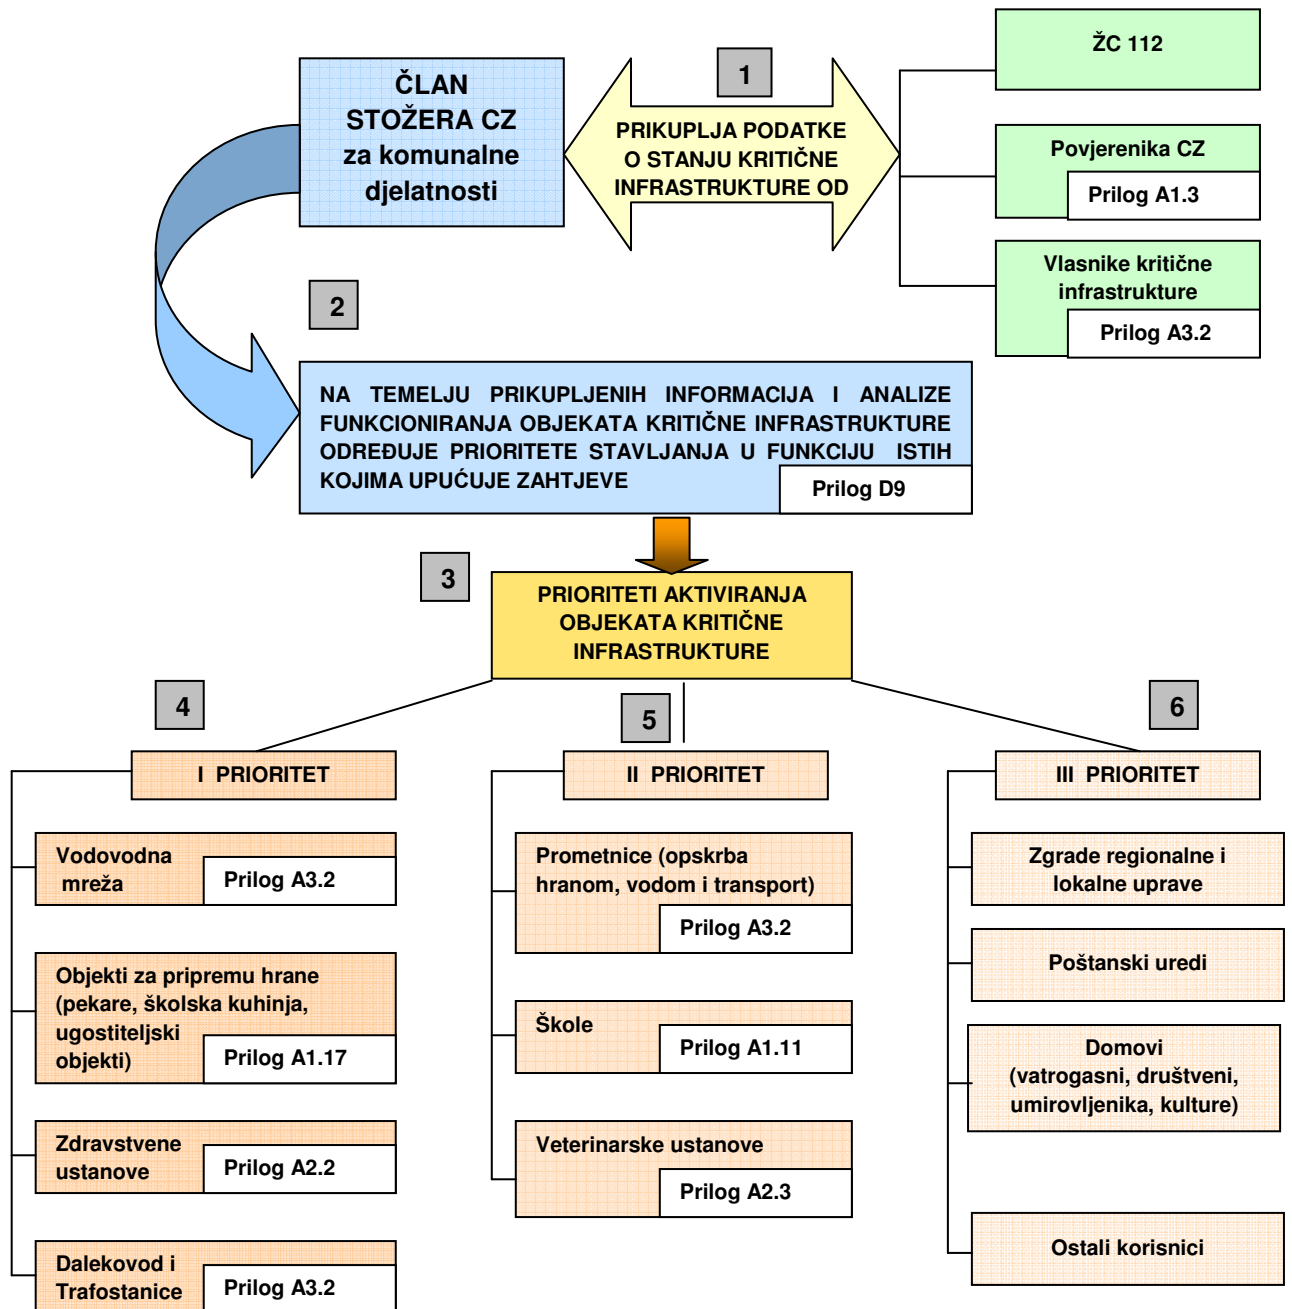 ČLAN
STOŽERA CZ
za komunalne
djelatnosti
1
PRIKUPLJA PODATKE
O STANJU KRITIČNE
INFRASTRUKTURE OD
ŽC 112
Povjerenika CZ
Prilog A1.3
Vlasnike kritične
infrastrukture
Prilog A3.2
2
NA TEMELJU PRIKUPLJENIH INFORMACIJA I ANALIZE
FUNKCIONIRANJA OBJEKATA KRITIČNE INFRASTRUKTURE
ODREĐUJE PRIORITETE STAVLJANJA U FUNKCIJU ISTIH
KOJIMA UPUĆUJE ZAHTJEVE
Prilog D9
3
PRIORITETI AKTIVIRANJA
OBJEKATA KRITIČNE
INFRASTRUKTURE
4
I PRIORITET
Vodovodna
mreža
Prilog A3.2
Objekti za pripremu hrane
(pekare, školska kuhinja,
ugostiteljski
objekti)
Prilog A1.17
Zdravstvene
ustanove
Prilog A2.2
Dalekovod i
Trafostanice
Prilog A3.2
5
II PRIORITET
Prometnice (opskrba
hranom, vodom i transport)
Prilog A3.2
Škole
Prilog A1.11
Veterinarske ustanove
Prilog A2.3
6
III PRIORITET
Zgrade regionalne i
lokalne uprave
Poštanski uredi
Domovi
(vatrogasni, društveni,
umirovljenika, kulture)
Ostali korisnici